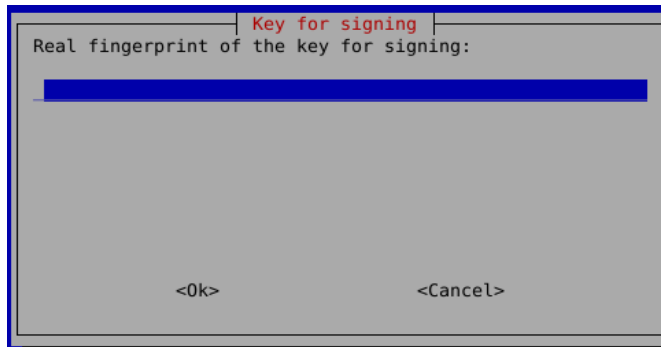 Key for signing
Real fingerprint of the key for signing:
<Ok> <Cancel>